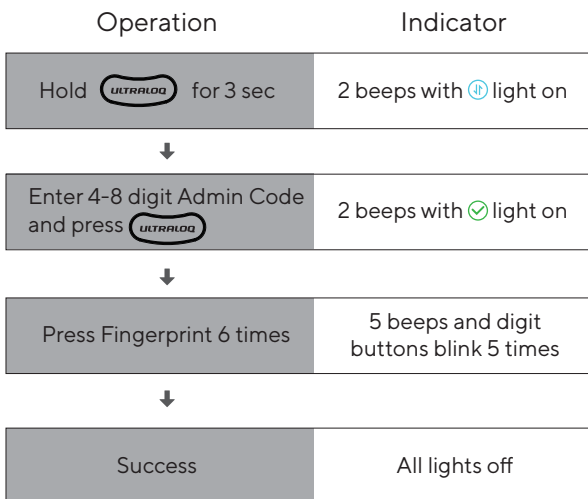 Operation Indicator
Hold ULTRALOQ for 3 sec
2 beeps with light on
Enter 4-8 digit Admin Code
and press ULTRALOQ
2 beeps with light on
Press Fingerprint 6 times
5 beeps and digit
buttons blink 5 times
Success
All lights off